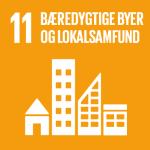 11 BÆREDYGTIGE BYER
OG LOKALSAMFUND